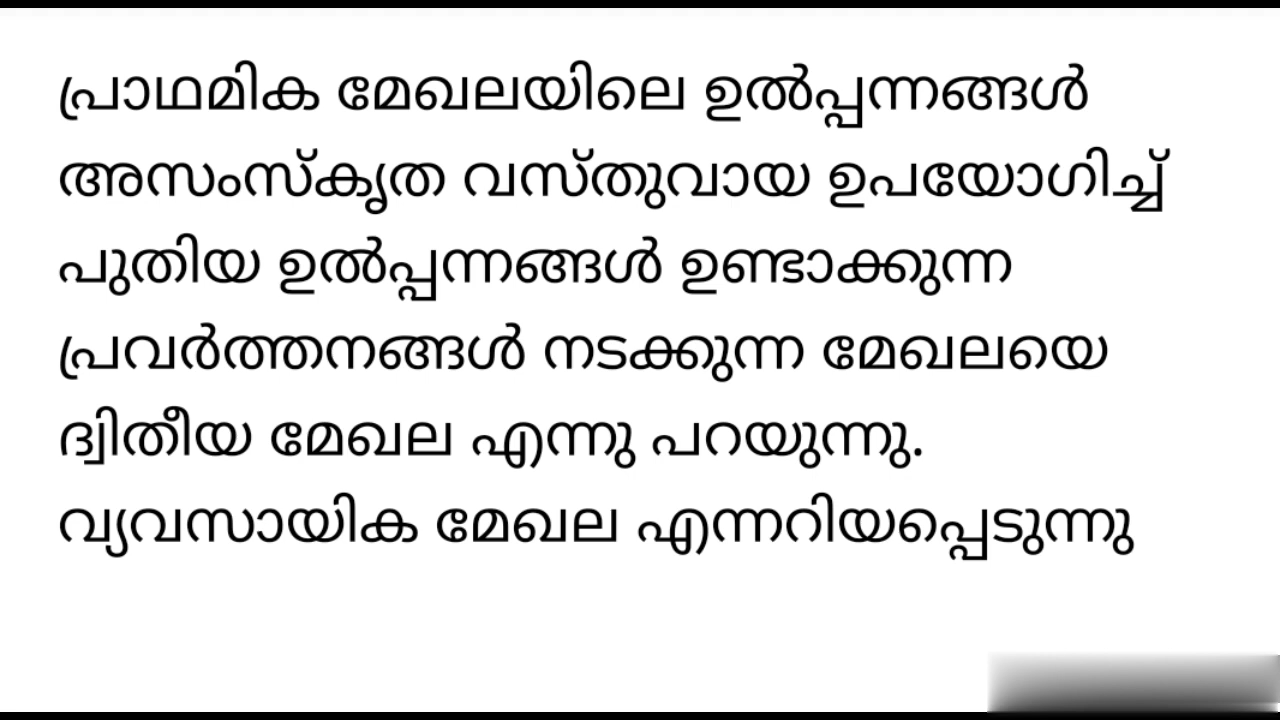 പ്രാഥമിക മേഖലയിലെ ഉൽപ്പന്നങ്ങൾ
അസംസ്കൃത വസ്തുവായ ഉപയോഗിച്ച്
പുതിയ ഉൽപ്പന്നങ്ങൾ ഉണ്ടാക്കുന്ന
പ്രവർത്തനങ്ങൾ നടക്കുന്ന മേഖലയെ
ദ്വിതീയ മേഖല എന്നു പറയുന്നു.
വ്യവസായിക മേഖല എന്നറിയപ്പെടുന്നു